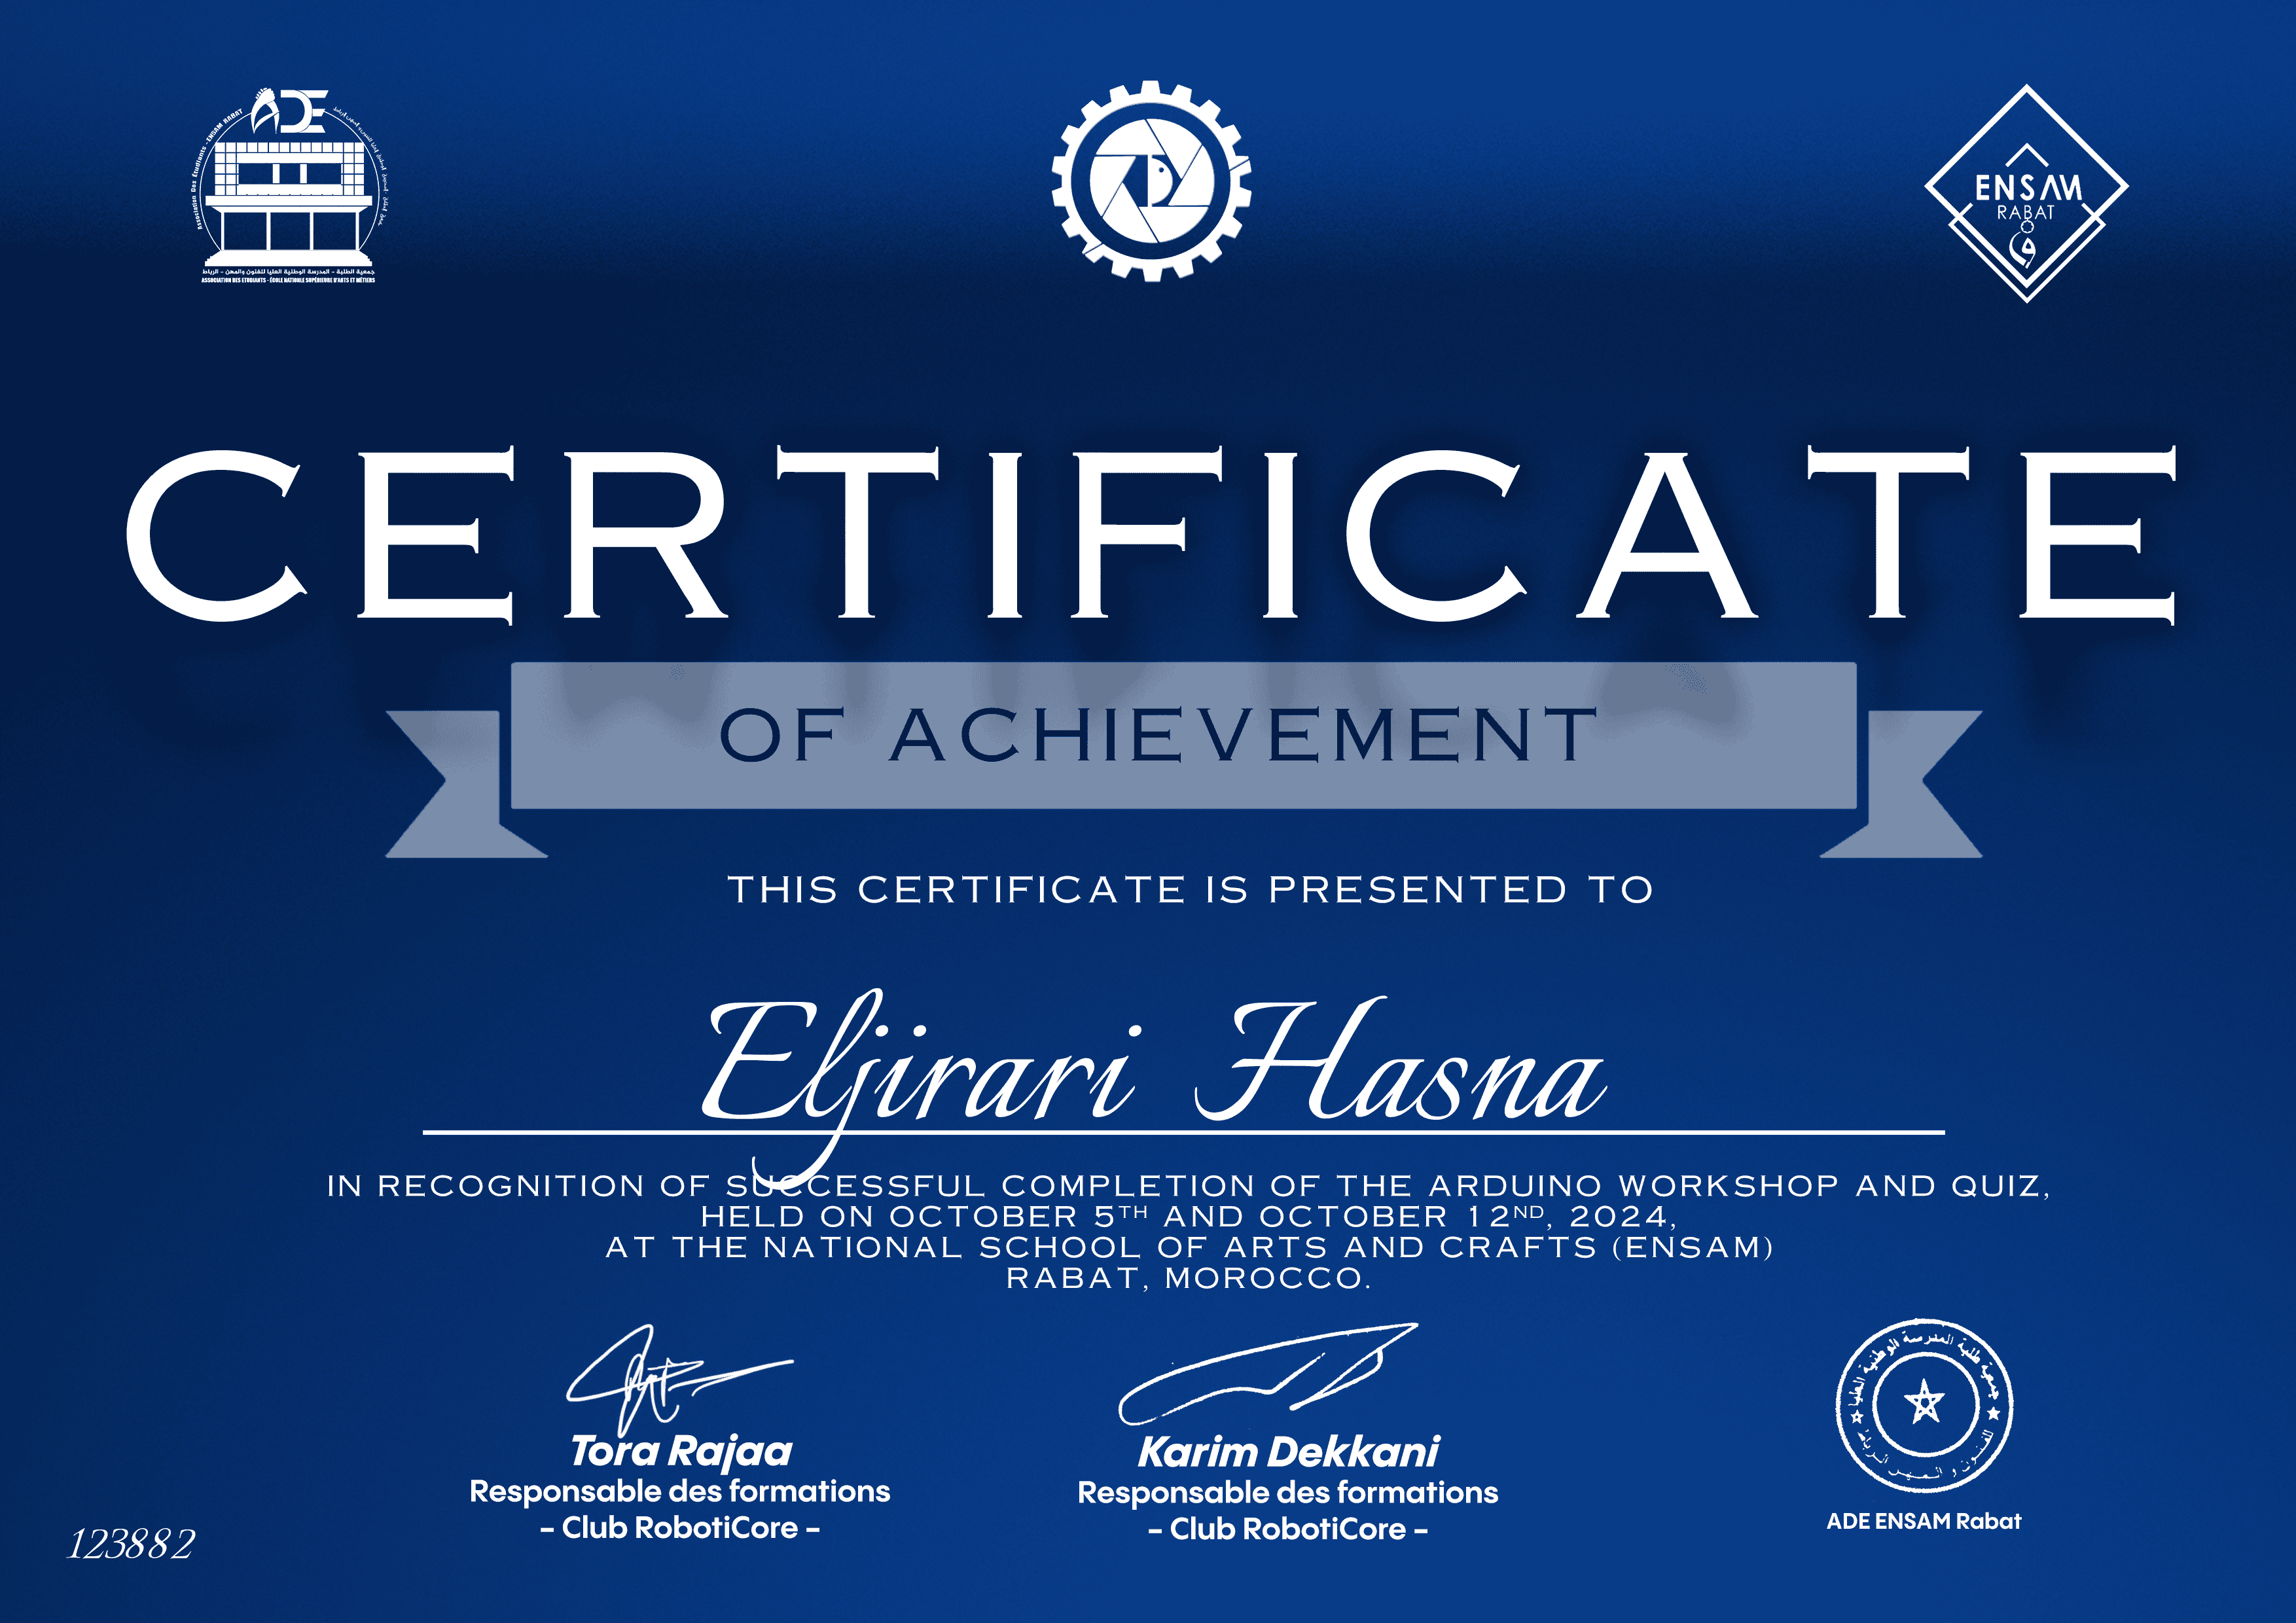 ADE
Association Des Etudiants - ENSAM RABAT
جمعية الطلبة - المدرسة الوطنية العليا للفنون والمهن - الرباط
ASSOCIATION DES ETUDIANTS - ÉCOLE NATIONALE SUPÉRIEURE D'ARTS ET MÉTIERS
ENSAM
RABAT
CERTIFICATE
OF ACHIEVEMENT
THIS CERTIFICATE IS PRESENTED TO
Eljirari Hasna
IN RECOGNITION OF SUCCESSFUL COMPLETION OF THE ARDUINO WORKSHOP AND QUIZ,
HELD ON OCTOBER 5TH AND OCTOBER 12ND, 2024,
AT THE NATIONAL SCHOOL OF ARTS AND CRAFTS (ENSAM)
RABAT, MOROCCO.
Tora Rajaa
Responsable des formations
- Club RobotiCore -
Karim Dekkani
Responsable des formations
- Club RobotiCore -
جمعية طلبة المدرسة الوطنية العليا
للفنون و المهن الرباط
ADE ENSAM Rabat
123882